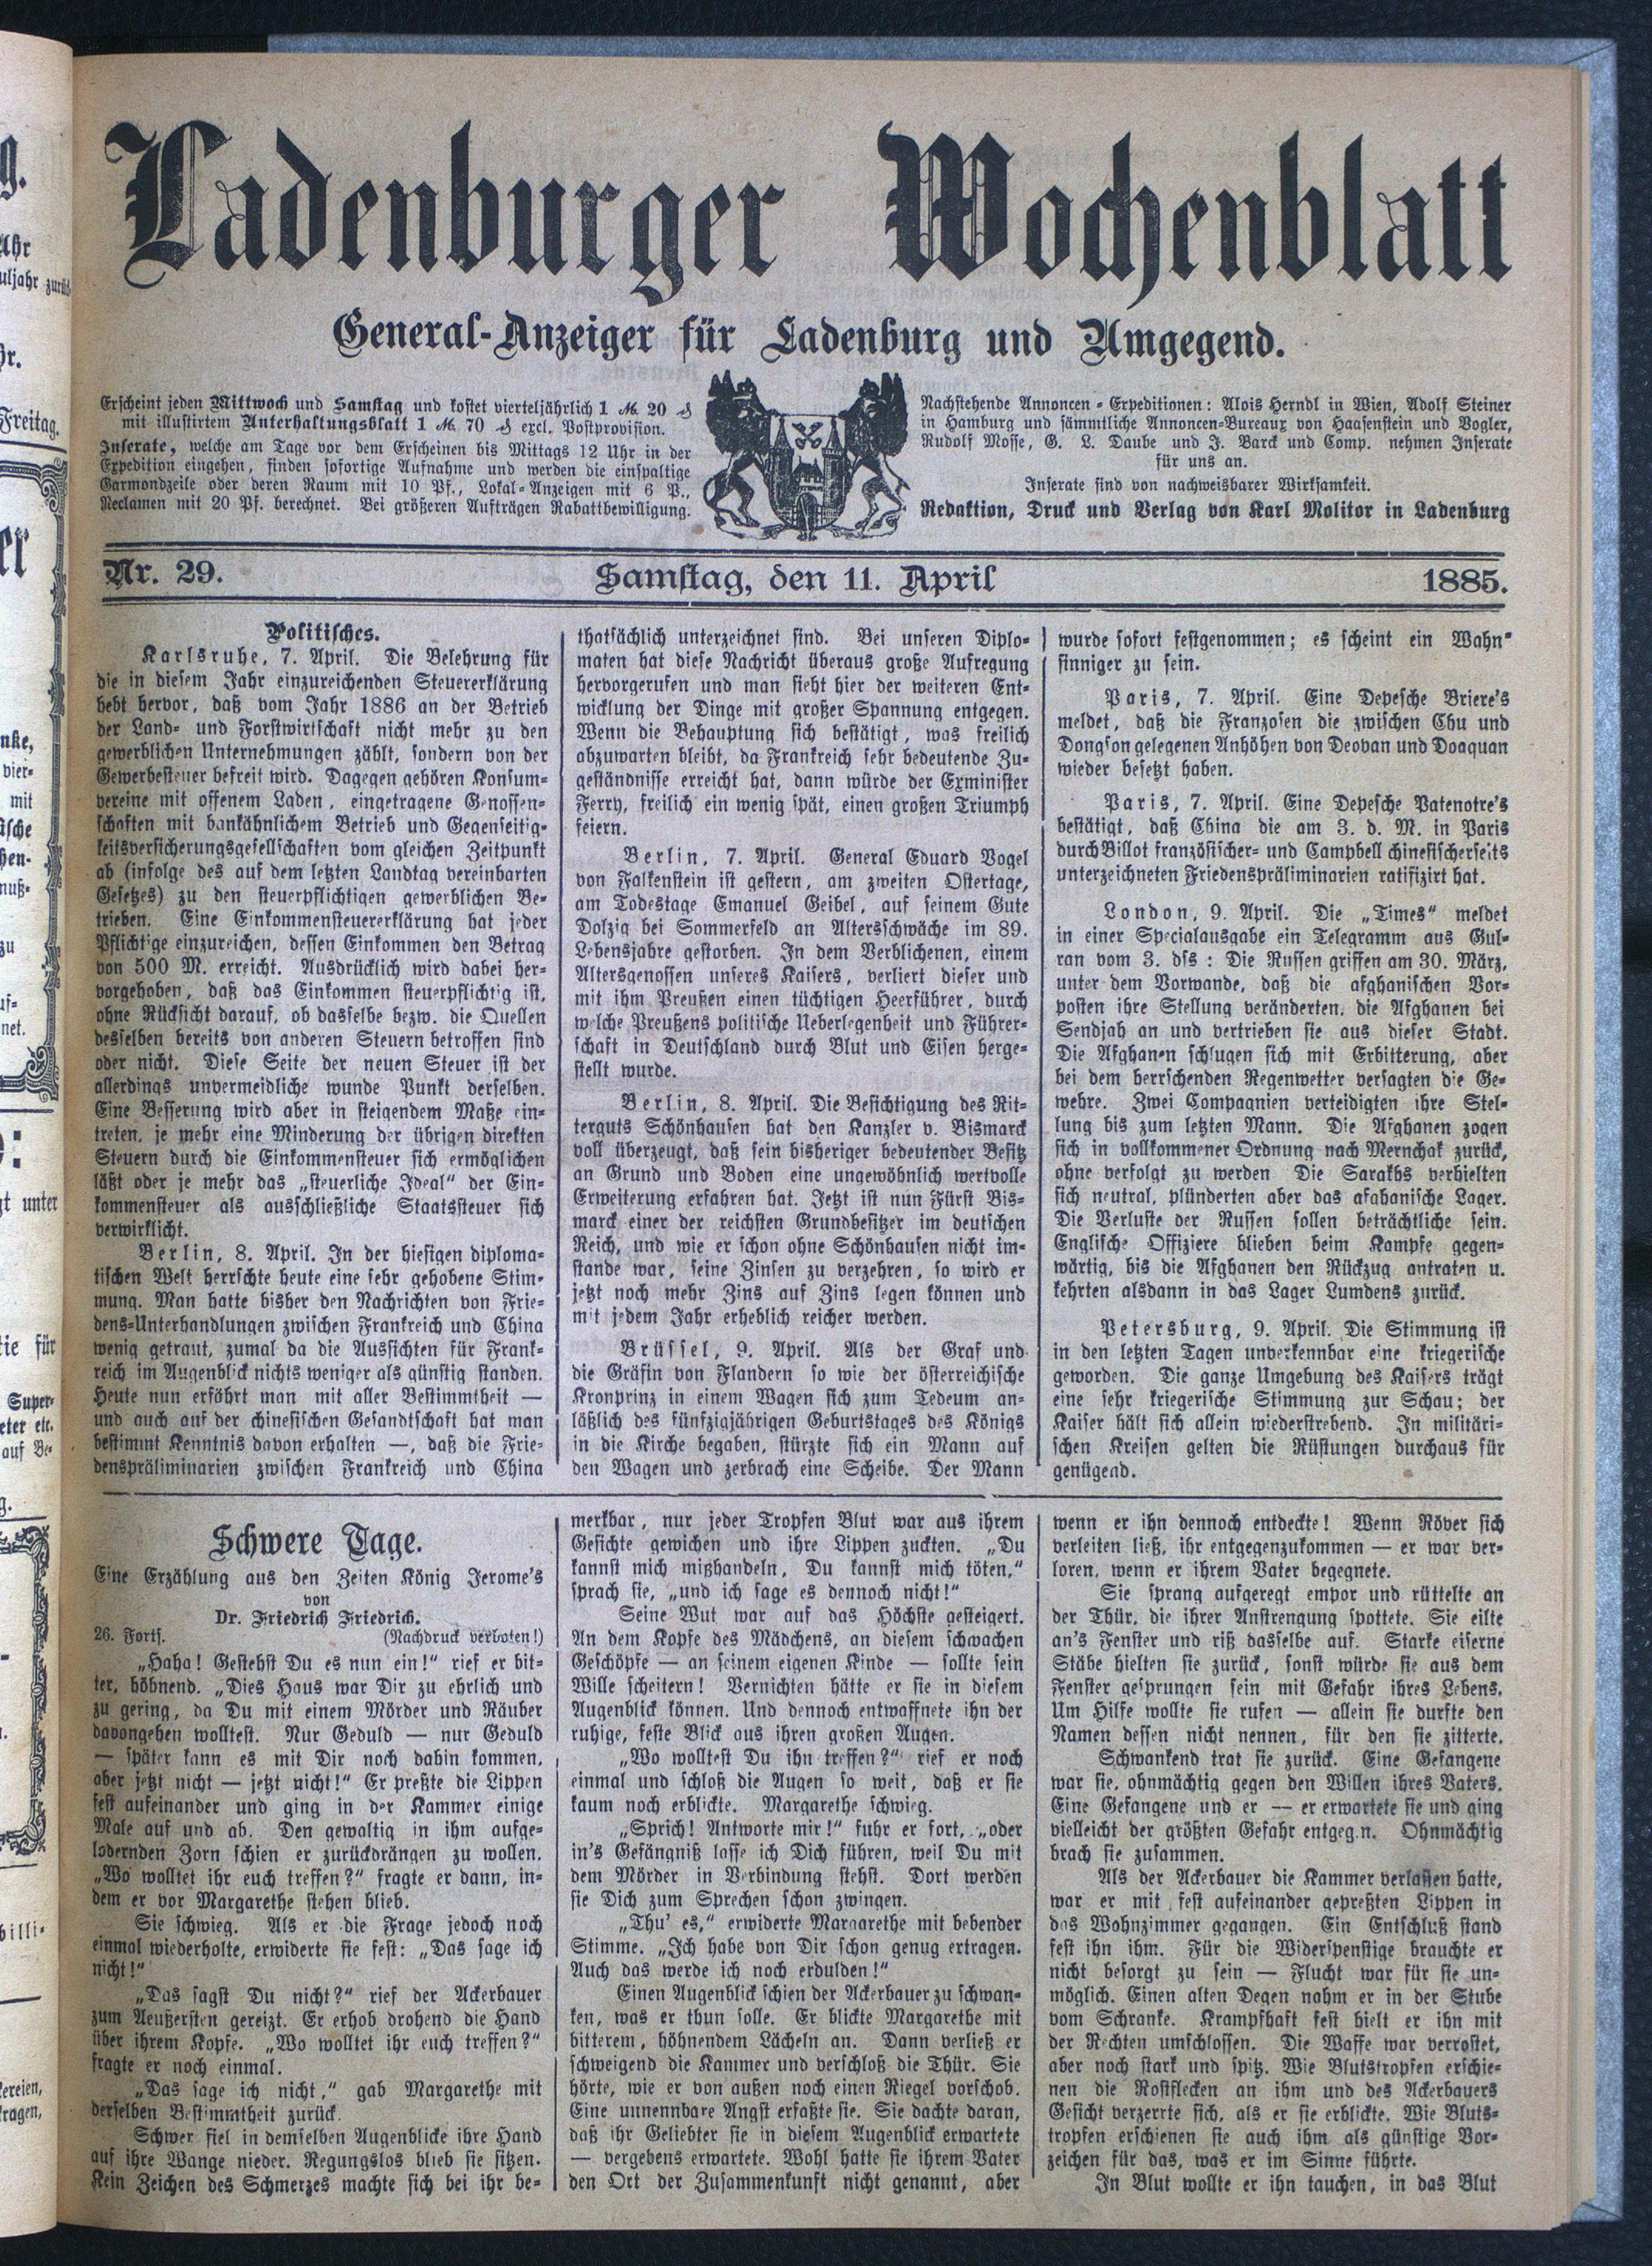 Ladenburger Wochenblatt
General-Anzeiger für Ladenburg und Umgegend.
Erscheint jeden Mittwoch und Samstag und kostet vierteljährlich 1 M. 20 ₰
mit illustirtem Unterhaltungsblatt 1 M. 70 ₰ excl. Postprovision.
Inserate, welche am Tage vor dem Erscheinen bis Mittags 12 Uhr in der
Expedition eingehen, finden sofortige Aufnahme und werden die einspaltige
Garmondzeile oder deren Raum mit 10 Pf., Lokal-Anzeigen mit 6 P.,
Reclamen mit 20 Pf. berechnet. Bei größeren Aufträgen Rabattbewilligung.
Nachstehende Annoncen-Expeditionen: Alois Herndl in Wien, Adolf Steiner
in Hamburg und sämmtliche Annoncen-Bureaux von Haasenstein und Vogler,
Rudolf Mosse, G. L. Daube und J. Barck und Comp. nehmen Inserate
für uns an.
Inserate sind von nachweisbarer Wirksamkeit.
Redaktion, Druck und Verlag von Karl Molitor in Ladenburg
Nr. 29. Samstag, den 11. April 1885.
Politisches.
Karlsruhe, 7. April. Die Belehrung für
die in diesem Jahr einzureichenden Steuererklärung
hebt hervor, daß vom Jahr 1886 an der Betrieb
der Land- und Forstwirtschaft nicht mehr zu den
gewerblichen Unternehmungen zählt, sondern von der
Gewerbesteuer befreit wird. Dagegen gehören Konsum-
vereine mit offenem Laden, eingetragene Genossen-
schaften mit bankähnlichem Betrieb und Gegenseitig-
keitsversicherungsgesellschaften vom gleichen Zeitpunkt
ab (infolge des auf dem letzten Landtag vereinbarten
Gesetzes) zu den steuerpflichtigen gewerblichen Be-
trieben. Eine Einkommensteuererklärung hat jeder
Pflichtige einzureichen, dessen Einkommen den Betrag
von 500 M. erreicht. Ausdrücklich wird dabei her-
vorgehoben, daß das Einkommen steuerpflichtig ist,
ohne Rücksicht darauf, ob dasselbe bezw. die Quellen
desselben bereits von anderen Steuern betroffen sind
oder nicht. Diese Seite der neuen Steuer ist der
allerdings unvermeidliche wunde Punkt derselben.
Eine Besserung wird aber in steigendem Maße ein-
treten, je mehr eine Minderung der übrigen direkten
Steuern durch die Einkommensteuer sich ermöglichen
läßt oder je mehr das „steuerliche Ideal“ der Ein-
kommensteuer als ausschließliche Staatssteuer sich
verwirklicht.
Berlin, 8. April. In der hiesigen diploma-
tischen Welt herrschte heute eine sehr gehobene Stim-
mung. Man hatte bisher den Nachrichten von Frie-
dens-Unterhandlungen zwischen Frankreich und China
wenig getraut, zumal da die Aussichten für Frank-
reich im Augenblick nichts weniger als günstig standen.
Heute nun erfährt man mit aller Bestimmtheit —
und auch auf der chinesischen Gesandtschaft hat man
bestimmt Kenntnis davon erhalten —, daß die Frie-
denspräliminarien zwischen Frankreich und China
thatsächlich unterzeichnet sind. Bei unseren Diplo-
maten hat diese Nachricht überaus große Aufregung
hervorgerufen und man sieht hier der weiteren Ent-
wicklung der Dinge mit großer Spannung entgegen.
Wenn die Behauptung sich bestätigt, was freilich
abzuwarten bleibt, da Frankreich sehr bedeutende Zu-
geständnisse erreicht hat, dann würde der Exminister
Ferry, freilich ein wenig spät, einen großen Triumph
feiern.
Berlin, 7. April. General Eduard Vogel
von Falkenstein ist gestern, am zweiten Ostertage,
am Todestage Emanuel Geibel, auf seinem Gute
Dolzig bei Sommerfeld an Altersschwäche im 89.
Lebensjahre gestorben. In dem Verblichenen, einem
Altersgenossen unseres Kaisers, verliert dieser und
mit ihm Preußen einen tüchtigen Heerführer, durch
w lche Preußens politische Ueberlegenheit und Führer-
schaft in Deutschland durch Blut und Eisen herge-
stellt wurde.
Berlin, 8. April. Die Besichtigung des Rit-
terguts Schönhausen hat den Kanzler v. Bismarck
voll überzeugt, daß sein bisheriger bedeutender Besitz
an Grund und Boden eine ungewöhnlich wertvolle
Erweiterung erfahren hat. Jetzt ist nun Fürst Bis-
marck einer der reichsten Grundbesitzer im deutschen
Reich, und wie er schon ohne Schönhausen nicht im-
stande war, seine Zinsen zu verzehren, so wird er
jetzt noch mehr Zins auf Zins legen können und
mit jedem Jahr erheblich reicher werden.
Brüssel, 9. April. Als der Graf und
die Gräfin von Flandern so wie der österreichische
Kronprinz in einem Wagen sich zum Tedeum an-
läßlich des fünfzigjährigen Geburtstages des Königs
in die Kirche begaben, stürzte sich ein Mann auf
den Wagen und zerbrach eine Scheibe. Der Mann
wurde sofort festgenommen; es scheint ein Wahn-
sinniger zu sein.
Paris, 7. April. Eine Depesche Briere's
meldet, daß die Franzosen die zwischen Chu und
Dongson gelegenen Anhöhen von Deovan und Doaquan
wieder besetzt haben.
Paris, 7. April. Eine Depesche Patenotre's
bestätigt, daß China die am 3. d. M. in Paris
durch Billot französischer- und Campbell chinesischerseits
unterzeichneten Friedenspräliminarien ratifizirt hat.
London, 9. April. Die „Times“ meldet
in einer Specialausgabe ein Telegramm aus Gul-
ran vom 3. dss: Die Russen griffen am 30. März,
unter dem Vorwande, daß die afghanischen Vor-
posten ihre Stellung veränderten, die Afghanen bei
Sendjah an und vertrieben sie aus dieser Stadt.
Die Afghanen schlugen sich mit Erbitterung, aber
bei dem herrschenden Regenwetter versagten die Ge-
wehre. Zwei Compagnien verteidigten ihre Stel-
lung bis zum letzten Mann. Die Afghanen zogen
sich in vollkommener Ordnung nach Mernchak zurück,
ohne verfolgt zu werden Die Sarakhs verhielten
sich neutral, plünderten aber das afghanische Lager.
Die Verluste der Russen sollen beträchtliche sein.
Englische Offiziere blieben beim Kampfe gegen-
wärtig, bis die Afghanen den Rückzug antraten u.
kehrten alsdann in das Lager Lumdens zurück.
Petersburg, 9. April. Die Stimmung ist
in den letzten Tagen unverkennbar eine kriegerische
geworden. Die ganze Umgebung des Kaisers trägt
eine sehr kriegerische Stimmung zur Schau; der
Kaiser hält sich allein wiederstrebend. In militäri-
schen Kreisen gelten die Rüstungen durchaus für
genügend.
Schwere Tage.
Eine Erzählung aus den Zeiten König Jerome's
von
Dr. Friedrich Friedrich.
26. Forts. (Nachdruck verboten!)
„Haha! Gestehst Du es nun ein!“ rief er bit-
ter, höhnend. „Dies Haus war Dir zu ehrlich und
zu gering, da Du mit einem Mörder und Räuber
davongehen wolltest. Nur Geduld — nur Geduld
— später kann es mit Dir noch dahin kommen,
aber jetzt nicht — jetzt nicht!“ Er preßte die Lippen
fest aufeinander und ging in der Kammer einige
Male auf und ab. Den gewaltig in ihm aufge-
lodernden Zorn schien er zurückdrängen zu wollen.
„Wo wolltet ihr euch treffen?“ fragte er dann, in-
dem er vor Margarethe stehen blieb.
Sie schwieg. Als er die Frage jedoch noch
einmal wiederholte, erwiderte sie fest: „Das sage ich
nicht!“
„Das sagst Du nicht?“ rief der Ackerbauer
zum Aeußersten gereizt. Er erhob drohend die Hand
über ihrem Kopfe. „Wo wolltet ihr euch treffen?“
fragte er noch einmal.
„Das sage ich nicht,“ gab Margarethe mit
derselben Bestimmtheit zurück.
Schwer fiel in demselben Augenblicke ihre Hand
auf ihre Wange nieder. Regungslos blieb sie sitzen.
Kein Zeichen des Schmerzes machte sich bei ihr be-
merkbar, nur jeder Tropfen Blut war aus ihrem
Gesichte gewichen und ihre Lippen zuckten. „Du
kannst mich mißhandeln, Du kannst mich töten,“
sprach sie, „und ich sage es dennoch nicht!“
Seine Wut war auf das Höchste gesteigert.
An dem Kopfe des Mädchens, an diesem schwachen
Geschöpfe — an seinem eigenen Kinde — sollte sein
Wille scheitern! Vernichten hätte er sie in diesem
Augenblick können. Und dennoch entwaffnete ihn der
ruhige, feste Blick aus ihren großen Augen.
„Wo wolltest Du ihn treffen?“ rief er noch
einmal und schloß die Augen so weit, daß er sie
kaum noch erblickte. Margarethe schwieg.
„Sprich! Antworte mir!“ fuhr er fort, „oder
in's Gefängniß lasse ich Dich führen, weil Du mit
dem Mörder in Verbindung stehst. Dort werden
sie Dich zum Sprechen schon zwingen.
„Thu' es,“ erwiderte Margarethe mit bebender
Stimme. „Ich habe von Dir schon genug ertragen.
Auch das werde ich noch erdulden!“
Einen Augenblick schien der Ackerbauer zu schwan-
ken, was er thun solle. Er blickte Margarethe mit
bitterem, höhnendem Lächeln an. Dann verließ er
schweigend die Kammer und verschloß die Thür. Sie
hörte, wie er von außen noch einen Riegel vorschob.
Eine unnennbare Angst erfaßte sie. Sie dachte daran,
daß ihr Geliebter sie in diesem Augenblick erwartete
— vergebens erwartete. Wohl hatte sie ihrem Vater
den Ort der Zusammenkunft nicht genannt, aber
wenn er ihn dennoch entdeckte! Wenn Röver sich
verleiten ließ, ihr entgegenzukommen — er war ver-
loren, wenn er ihrem Vater begegnete.
Sie sprang aufgeregt empor und rüttelte an
der Thür, die ihrer Anstrengung spottete. Sie eilte
an's Fenster und riß dasselbe auf. Starke eiserne
Stäbe hielten sie zurück, sonst würde sie aus dem
Fenster gesprungen sein mit Gefahr ihres Lebens.
Um Hilfe wollte sie rufen — allein sie durfte den
Namen dessen nicht nennen, für den sie zitterte.
Schwankend trat sie zurück. Eine Gefangene
war sie, ohnmächtig gegen den Willen ihres Vaters.
Eine Gefangene und er — er erwartete sie und ging
vielleicht der größten Gefahr entgeg.n. Ohnmächtig
brach sie zusammen.
Als der Ackerbauer die Kammer verlassen hatte,
war er mit fest aufeinander gepreßten Lippen in
das Wohnzimmer gegangen. Ein Entschluß stand
fest ihn ihm. Für die Widerspenstige brauchte er
nicht besorgt zu sein — Flucht war für sie un-
möglich. Einen alten Degen nahm er in der Stube
vom Schranke. Krampfhaft fest hielt er ihn mit
der Rechten umschlossen. Die Waffe war verrostet,
aber noch stark und spitz. Wie Blutstropfen erschie-
nen die Rostflecken an ihm und des Ackerbauers
Gesicht verzerrte sich, als er sie erblickte. Wie Bluts-
tropfen erschienen sie auch ihm als günstige Vor-
zeichen für das, was er im Sinne führte.
In Blut wollte er ihn tauchen, in das Blut